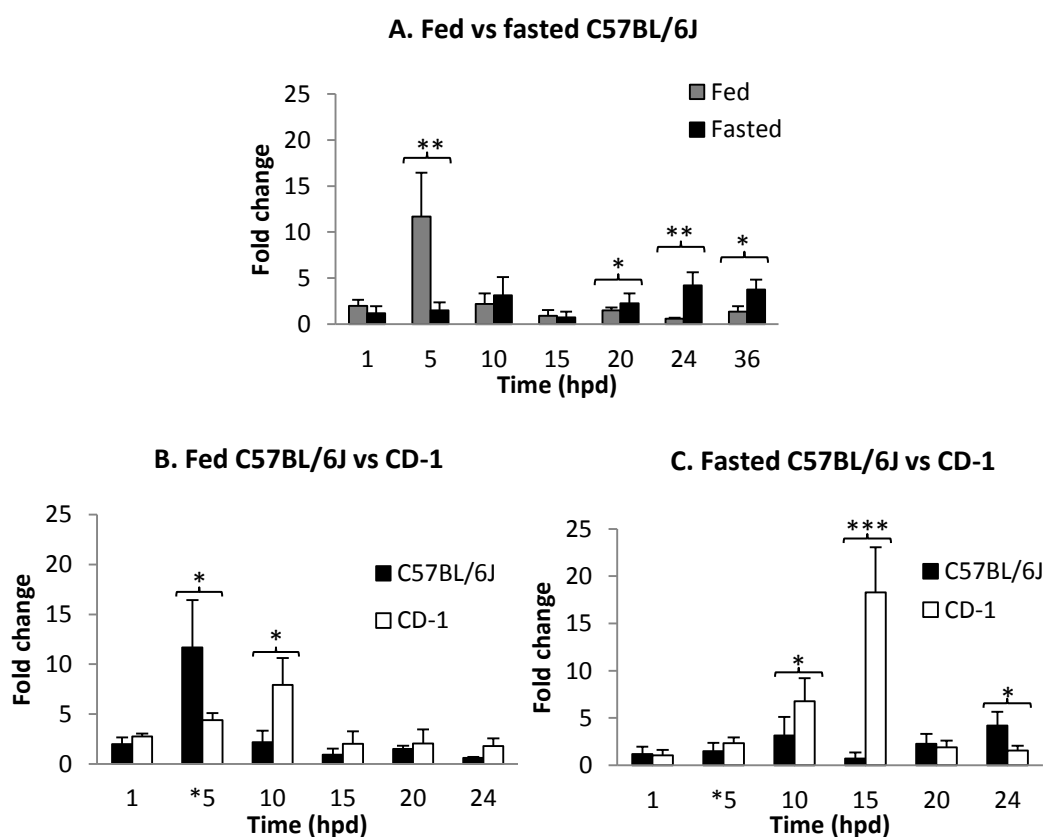 A. Fed vs fasted C57BL/6J
25
20
15
10
5
0
Fold change
Fed
Fasted
**
*
**
*
1 5 10 15 20 24 36
Time (hpd)
B. Fed C57BL/6J vs CD-1
25
20
15
10
5
0
Fold change
C57BL/6J
CD-1
*
*
1 *5 10 15 20 24
Time (hpd)
C. Fasted C57BL/6J vs CD-1
25
20
15
10
5
0
Fold change
C57BL/6J
CD-1
*
***
*
1 *5 10 15 20 24
Time (hpd)